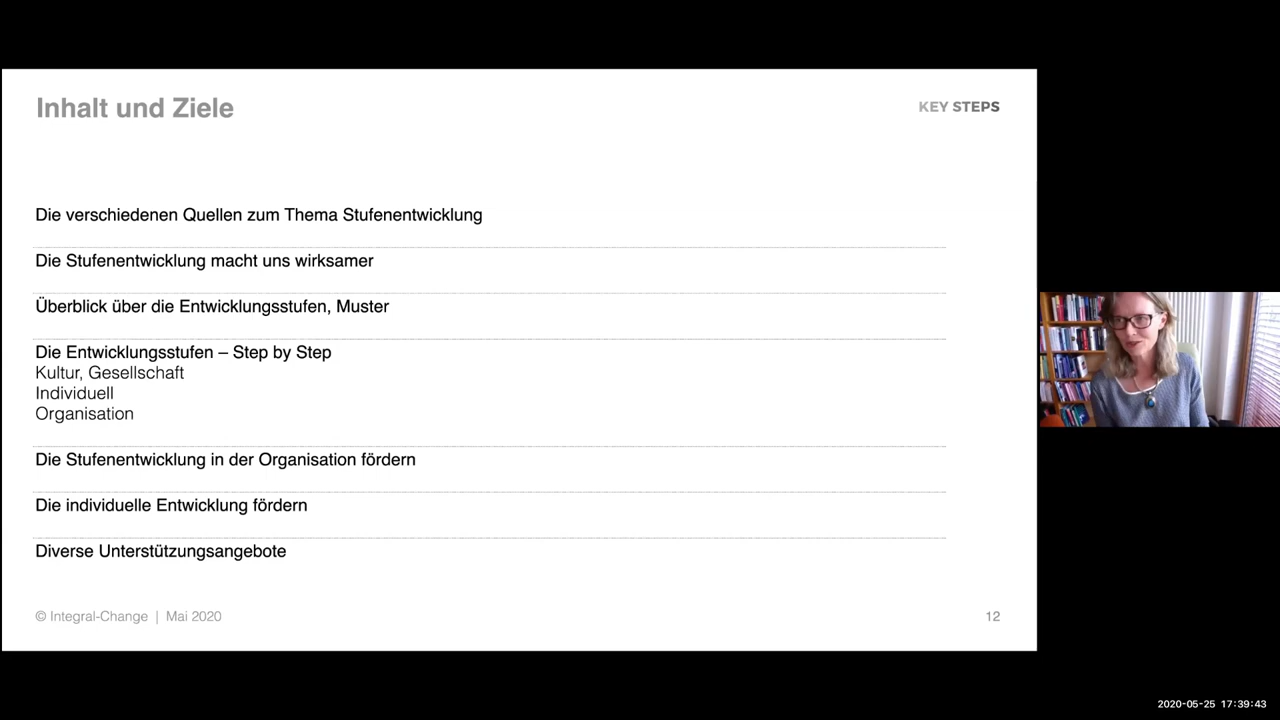 Inhalt und Ziele
KEY STEPS
Die verschiedenen Quellen zum Thema Stufenentwicklung
Die Stufenentwicklung macht uns wirksamer
Überblick über die Entwicklungsstufen, Muster
Die Entwicklungsstufen – Step by Step
Kultur, Gesellschaft
Individuell
Organisation
Die Stufenentwicklung in der Organisation fördern
Die individuelle Entwicklung fördern
Diverse Unterstützungsangebote
© Integral-Change | Mai 2020
12
2020-05-25 17:39:43